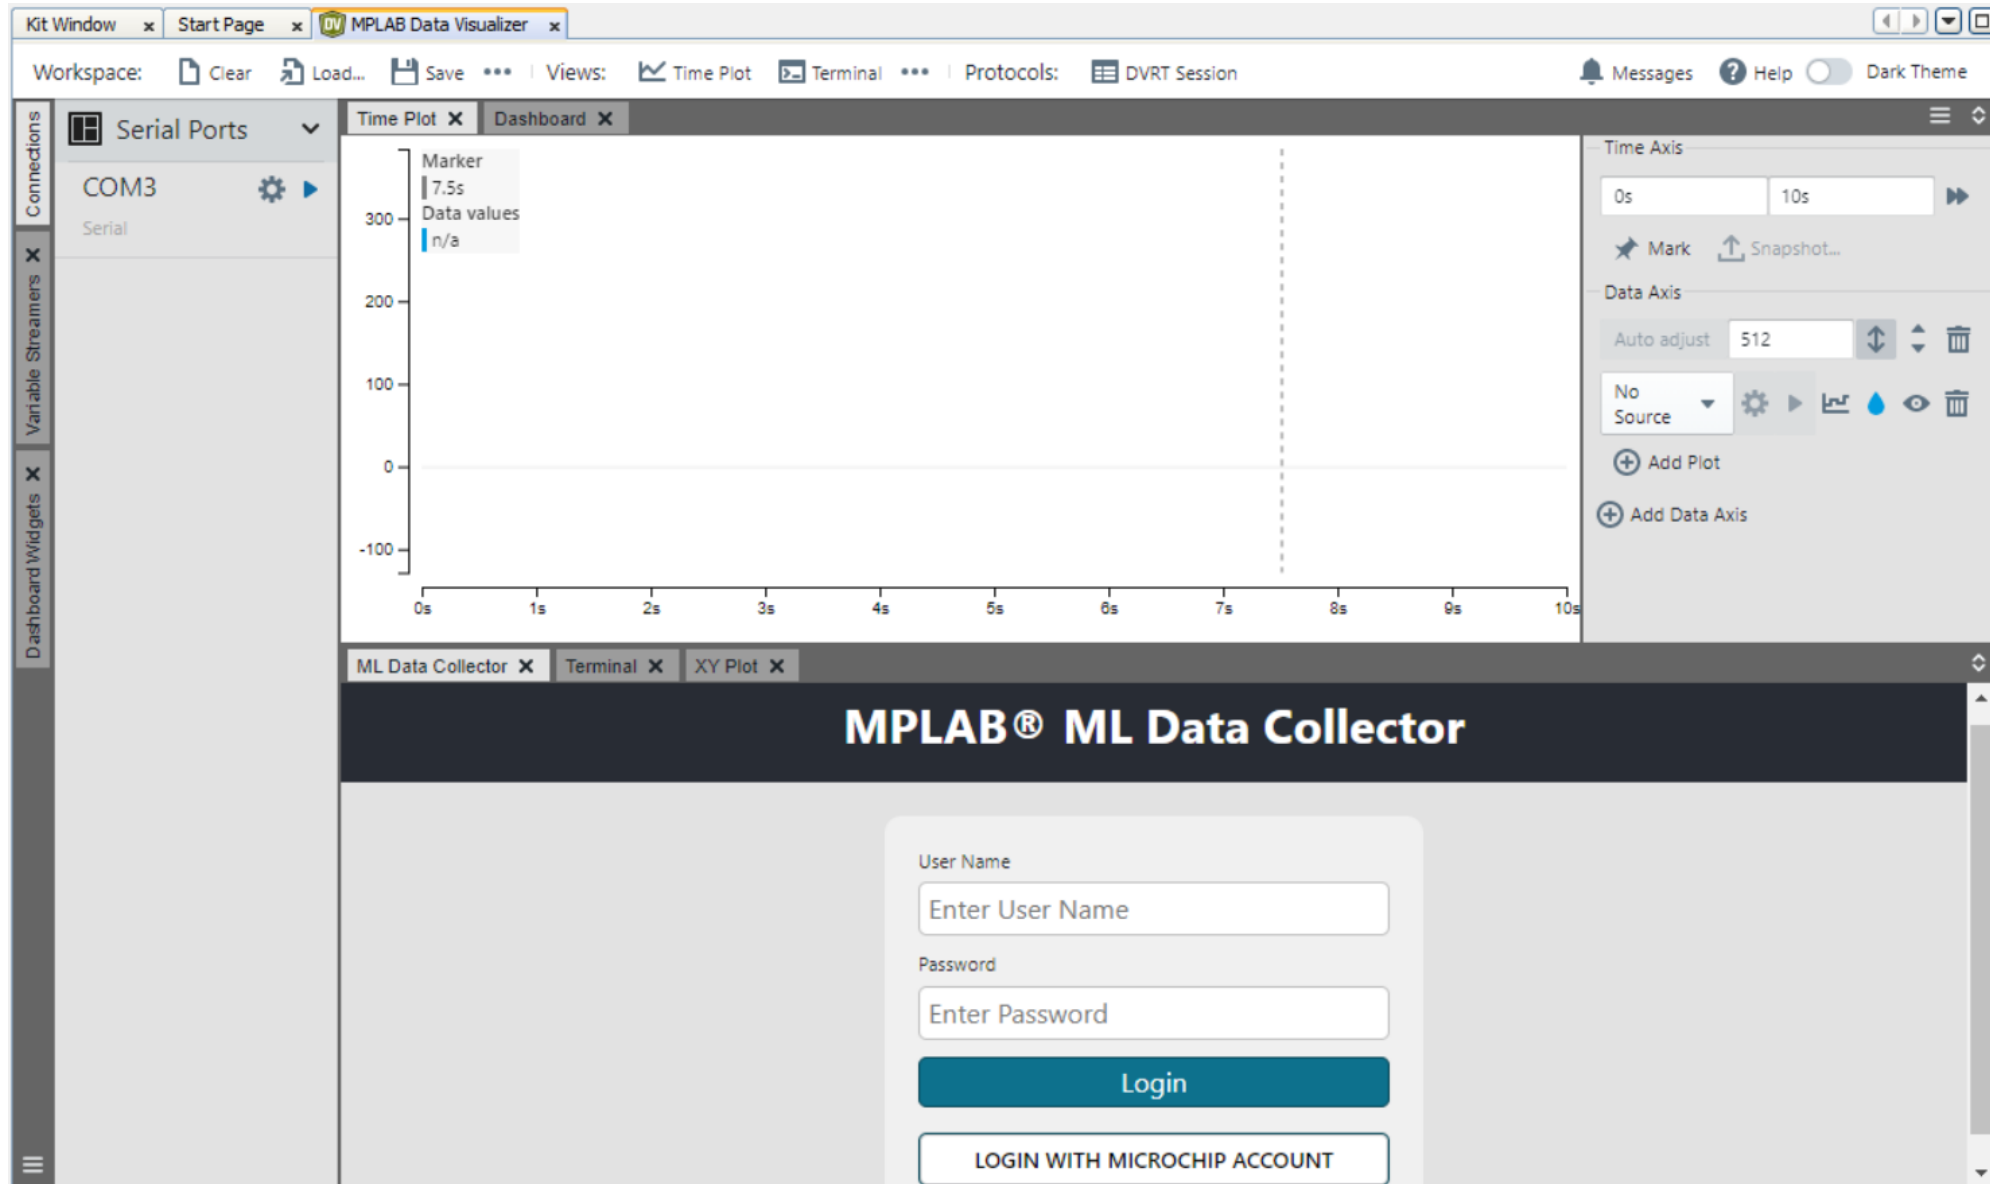 Kit Window
Start Page
MPLAB Data Visualizer
Workspace: Clear Load... Save Views: Time Plot Terminal Protocols: DVRT Session Messages Help Dark Theme
Connections
Variable Streamers
Dashboard Widgets
Serial Ports
COM3
Serial
Time Plot
Dashboard
Marker
7.5s
Data values
n/a
300
200
100
0
-100
0s 1s 2s 3s 4s 5s 6s 7s 8s 9s 10s
Time Axis
0s 10s
Mark Snapshot...
Data Axis
Auto adjust 512
No
Source
Add Plot
Add Data Axis
ML Data Collector
Terminal
XY Plot
MPLAB® ML Data Collector
User Name
Enter User Name
Password
Enter Password
Login
LOGIN WITH MICROCHIP ACCOUNT